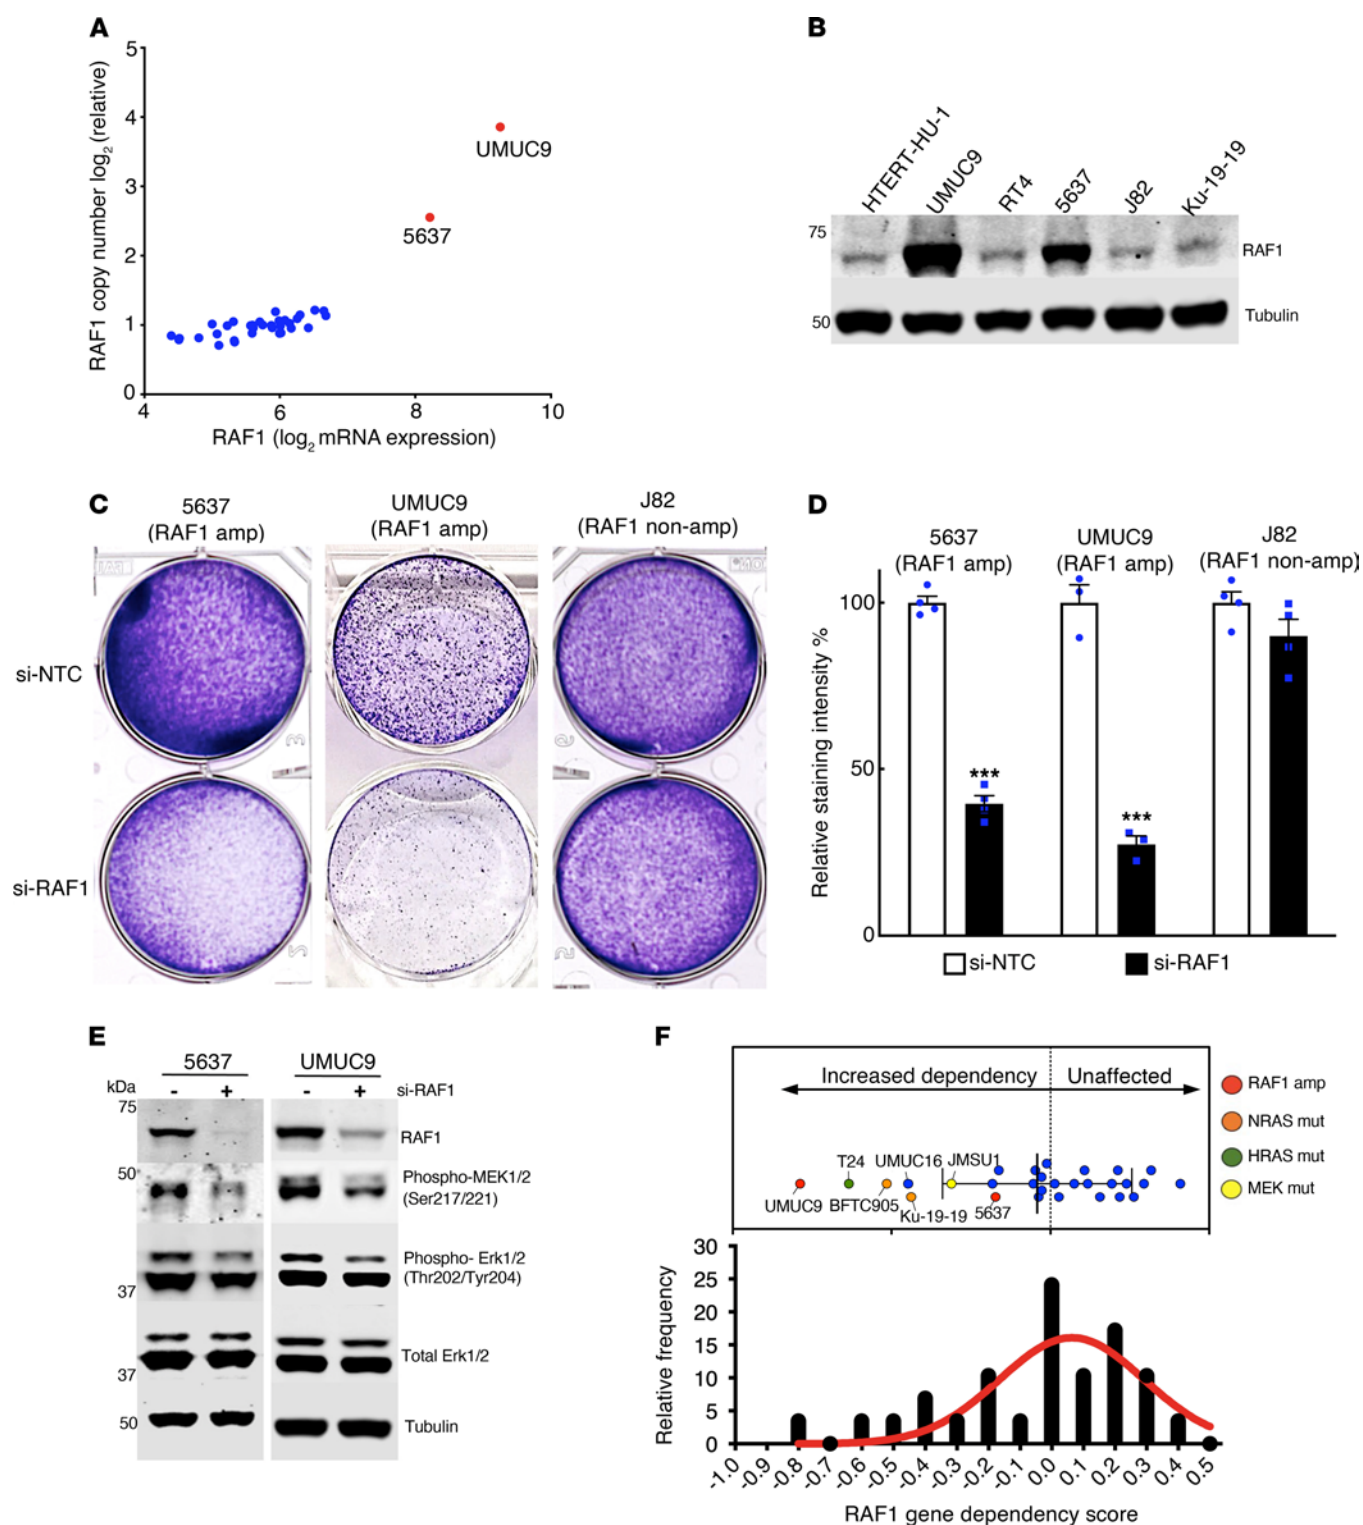 A
RAF1 copy number log2 (relative)
5
4
3
2
1
0
4
6
8
10
UMUC9
5637
RAF1 (log2 mRNA expression)
B
HTERT-HU-1
UMUC9
RT4
5637
J82
Ku-19-19
75
RAF1
50
Tubulin
C
5637
(RAF1 amp)
UMUC9
(RAF1 amp)
J82
(RAF1 non-amp)
si-NTC
si-RAF1
D
5637
(RAF1 amp)
UMUC9
(RAF1 amp)
J82
(RAF1 non-amp)
Relative staining intensity %
100
50
0
***
***
si-NTC
si-RAF1
E
5637
UMUC9
kDa
- + - + si-RAF1
75
RAF1
50
Phospho-MEK1/2
(Ser217/221)
Phospho- Erk1/2
(Thr202/Tyr204)
37
Total Erk1/2
37
50
Tubulin
F
Increased dependency
Unaffected
T24
UMUC16
JMSU1
UMUC9
BFTC905
Ku-19-19
5637
RAF1 amp
NRAS mut
HRAS mut
MEK mut
Relative frequency
30
25
20
15
10
5
0
-1.0 -0.9 -0.8 -0.7 -0.6 -0.5 -0.4 -0.3 -0.2 -0.1 0.0 0.1 0.2 0.3 0.4 0.5
RAF1 gene dependency score